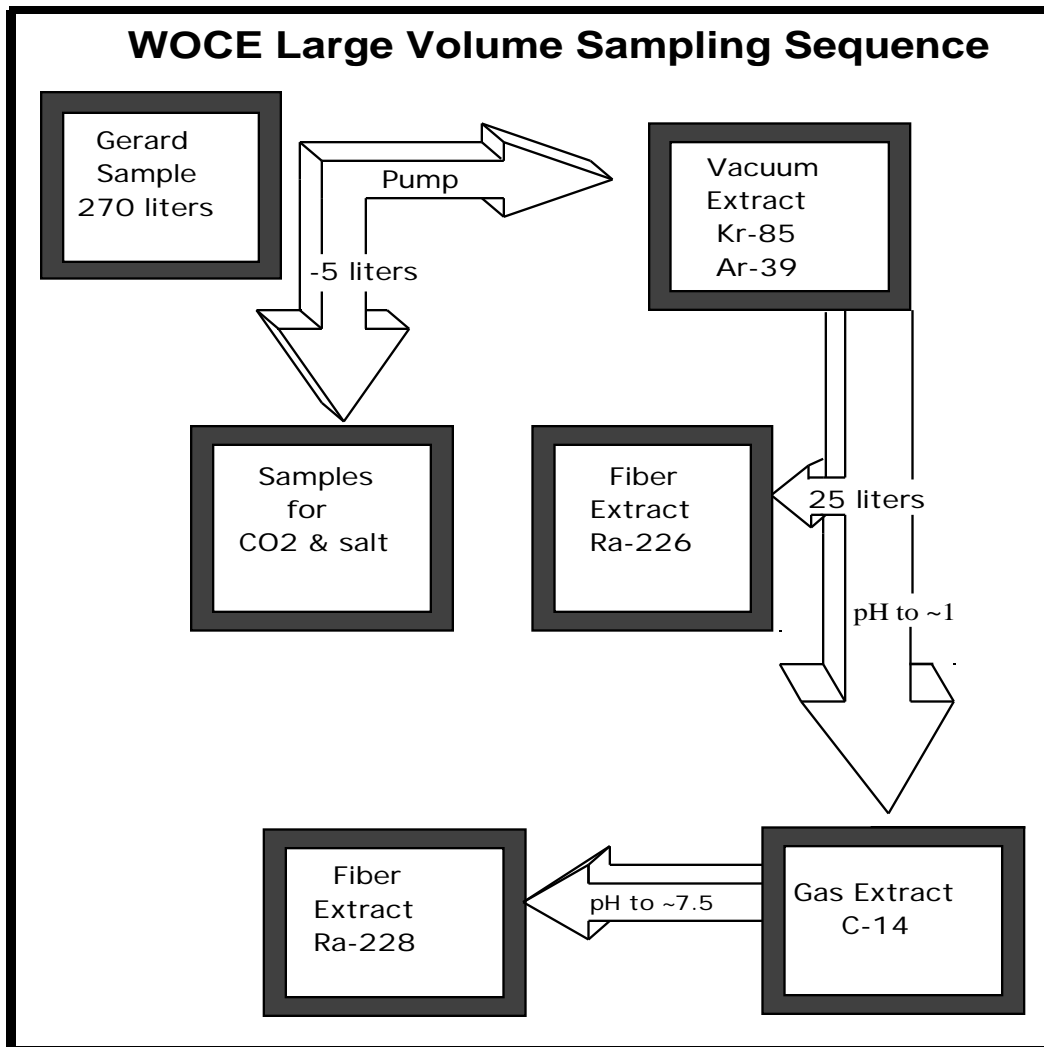 WOCE Large Volume Sampling Sequence
Gerard
Sample
270 liters
Pump
-5 liters
Vacuum
Extract
Kr-85
Ar-39
Samples
for
CO2 & salt
Fiber
Extract
Ra-226
25 liters
pH to ~1
Gas Extract
C-14
pH to ~7.5
Fiber
Extract
Ra-228